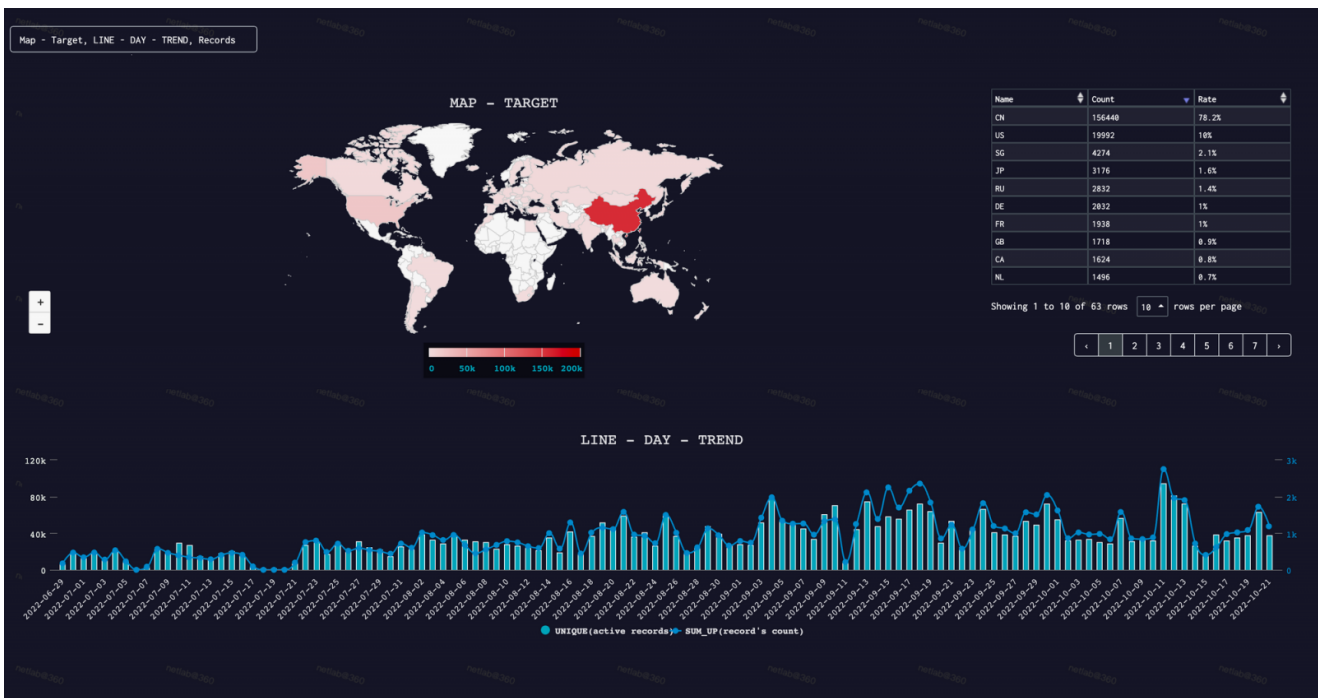 Map - Target, LINE - DAY - TREND, Records
MAP - TARGET
Name Count Rate
CN 156440 78.2%
US 19992 10%
SG 4274 2.1%
JP 3176 1.6%
RU 2832 1.4%
DE 2032 1%
FR 1938 1%
GB 1718 0.9%
CA 1624 0.8%
NL 1496 0.7%
Showing 1 to 10 of 63 rows 10 rows per page
‹ 1 2 3 4 5 6 7 ›
+
−
0 50k 100k 150k 200k
LINE - DAY - TREND
120k
80k
40k
0
3k
2k
1k
0
2022-06-29 2022-07-01 2022-07-03 2022-07-05 2022-07-07 2022-07-09 2022-07-11 2022-07-13 2022-07-15 2022-07-17 2022-07-19 2022-07-21 2022-07-23 2022-07-25 2022-07-27 2022-07-29 2022-07-31 2022-08-02 2022-08-04 2022-08-06 2022-08-08 2022-08-10 2022-08-12 2022-08-14 2022-08-16 2022-08-18 2022-08-20 2022-08-22 2022-08-24 2022-08-26 2022-08-28 2022-08-30 2022-09-01 2022-09-03 2022-09-05 2022-09-07 2022-09-09 2022-09-11 2022-09-13 2022-09-15 2022-09-17 2022-09-19 2022-09-21 2022-09-23 2022-09-25 2022-09-27 2022-09-29 2022-10-01 2022-10-03 2022-10-05 2022-10-07 2022-10-09 2022-10-11 2022-10-13 2022-10-15 2022-10-17 2022-10-19 2022-10-21
UNIQUE(active records) SUM_UP(record's count)
netlab@360